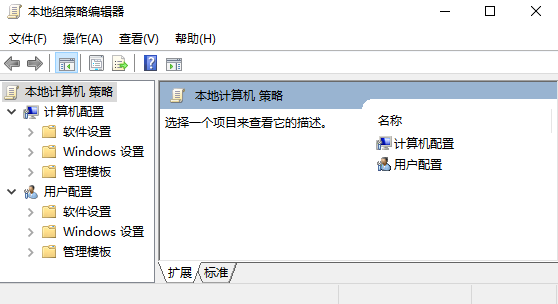 本地组策略编辑器
文件(F) 操作(A) 查看(V) 帮助(H)
本地计算机 策略
计算机配置
软件设置
Windows 设置
管理模板
用户配置
软件设置
Windows 设置
管理模板
本地计算机 策略
选择一个项目来查看它的描述。
名称
计算机配置
用户配置
扩展 标准